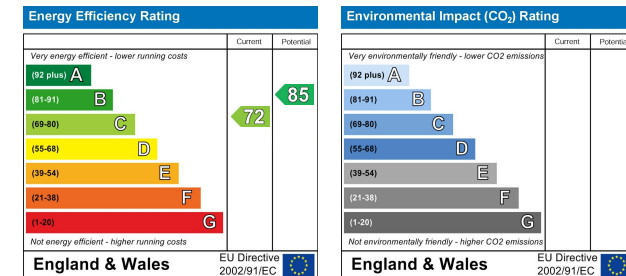 Energy Efficiency Rating
Current Potential
Very energy efficient - lower running costs
(92 plus) A
(81-91) B
(69-80) C
(55-68) D
(39-54) E
(21-38) F
(1-20) G
72
85
Not energy efficient - higher running costs
England & Wales
EU Directive
2002/91/EC
Environmental Impact (CO₂) Rating
Current Potential
Very environmentally friendly - lower CO2 emissions
(92 plus) A
(81-91) B
(69-80) C
(55-68) D
(39-54) E
(21-38) F
(1-20) G
Not environmentally friendly - higher CO2 emissions
England & Wales
EU Directive
2002/91/EC